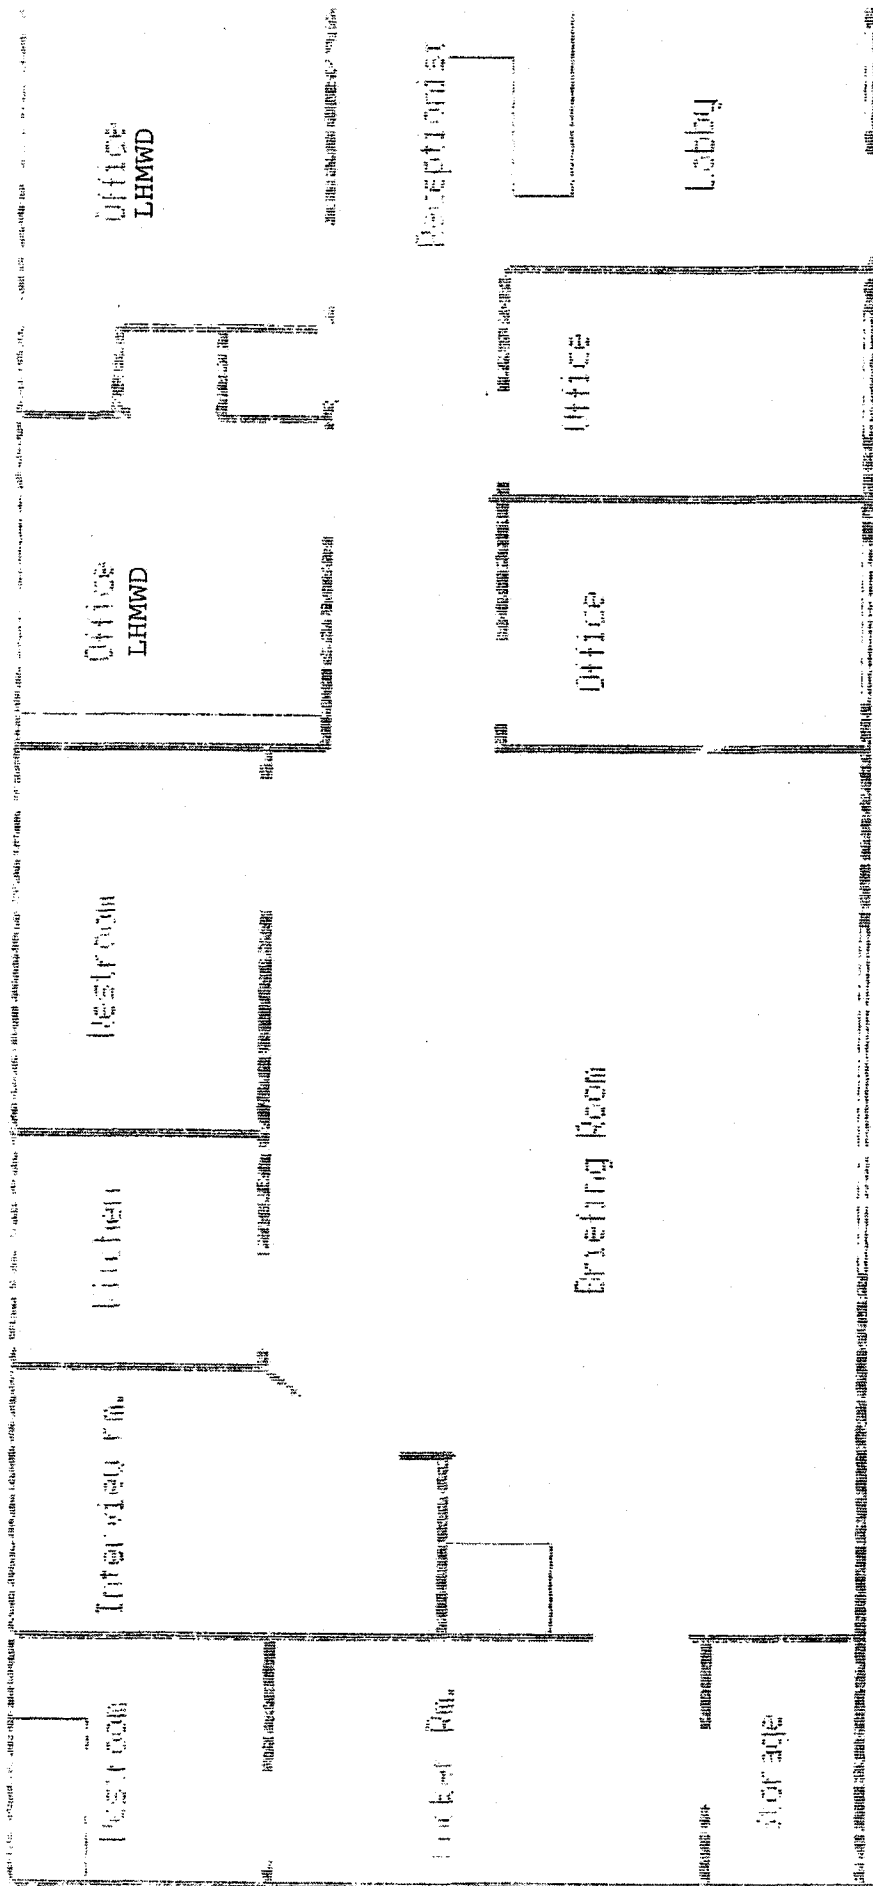 Office
LHMWD
Receptionist
Lobby
Office
LHMWD
Office
Office
Restroom
Kitchen
Briefing Room
Interview rm.
Restroom
Locker Rm.
Storage